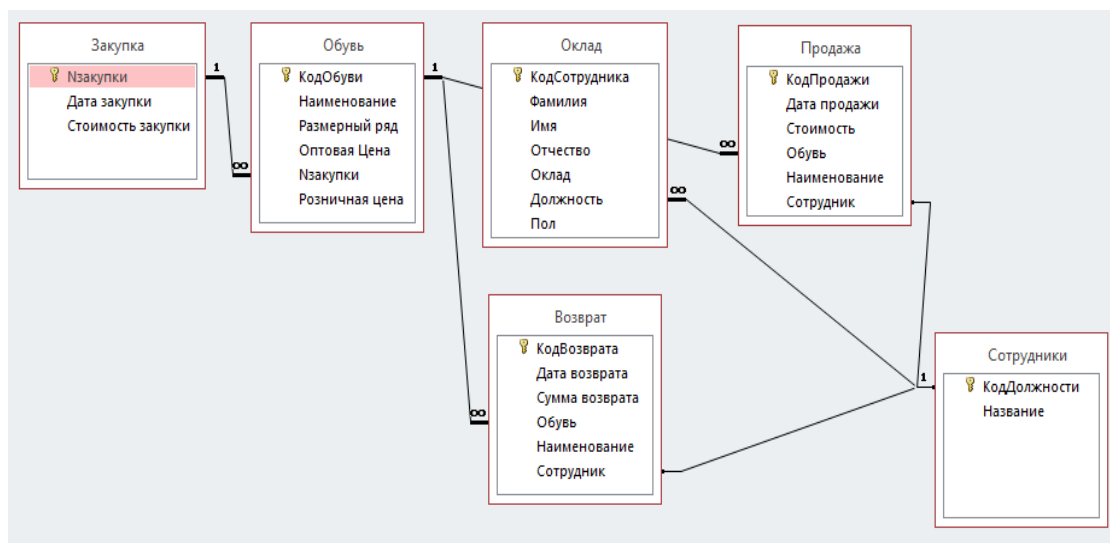 Закупка
Nзакупки
Дата закупки
Стоимость закупки
1
∞
Обувь
КодОбуви
Наименование
Размерный ряд
Оптовая Цена
Nзакупки
Розничная цена
1
Оклад
КодСотрудника
Фамилия
Имя
Отчество
Оклад
Должность
Пол
∞
∞
Продажа
КодПродажи
Дата продажи
Стоимость
Обувь
Наименование
Сотрудник
∞
Возврат
КодВозврата
Дата возврата
Сумма возврата
Обувь
Наименование
Сотрудник
1
Сотрудники
КодДолжности
Название